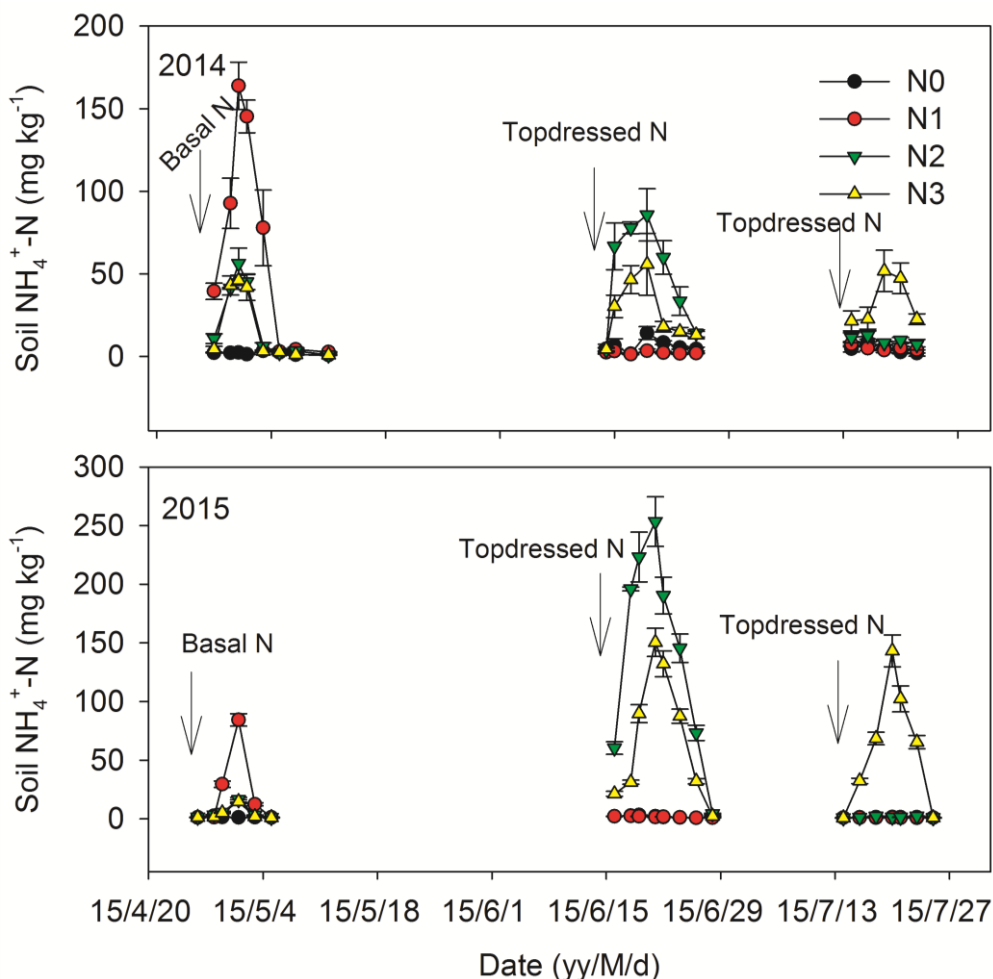 200
150
100
50
0
Soil NH₄⁺-N (mg kg⁻¹)
2014
Basal N
Topdressed N
Topdressed N
N0
N1
N2
N3
300
250
200
150
100
50
0
Soil NH₄⁺-N (mg kg⁻¹)
2015
Basal N
Topdressed N
Topdressed N
15/4/20 15/5/4 15/5/18 15/6/1 15/6/15 15/6/29 15/7/13 15/7/27
Date (yy/M/d)